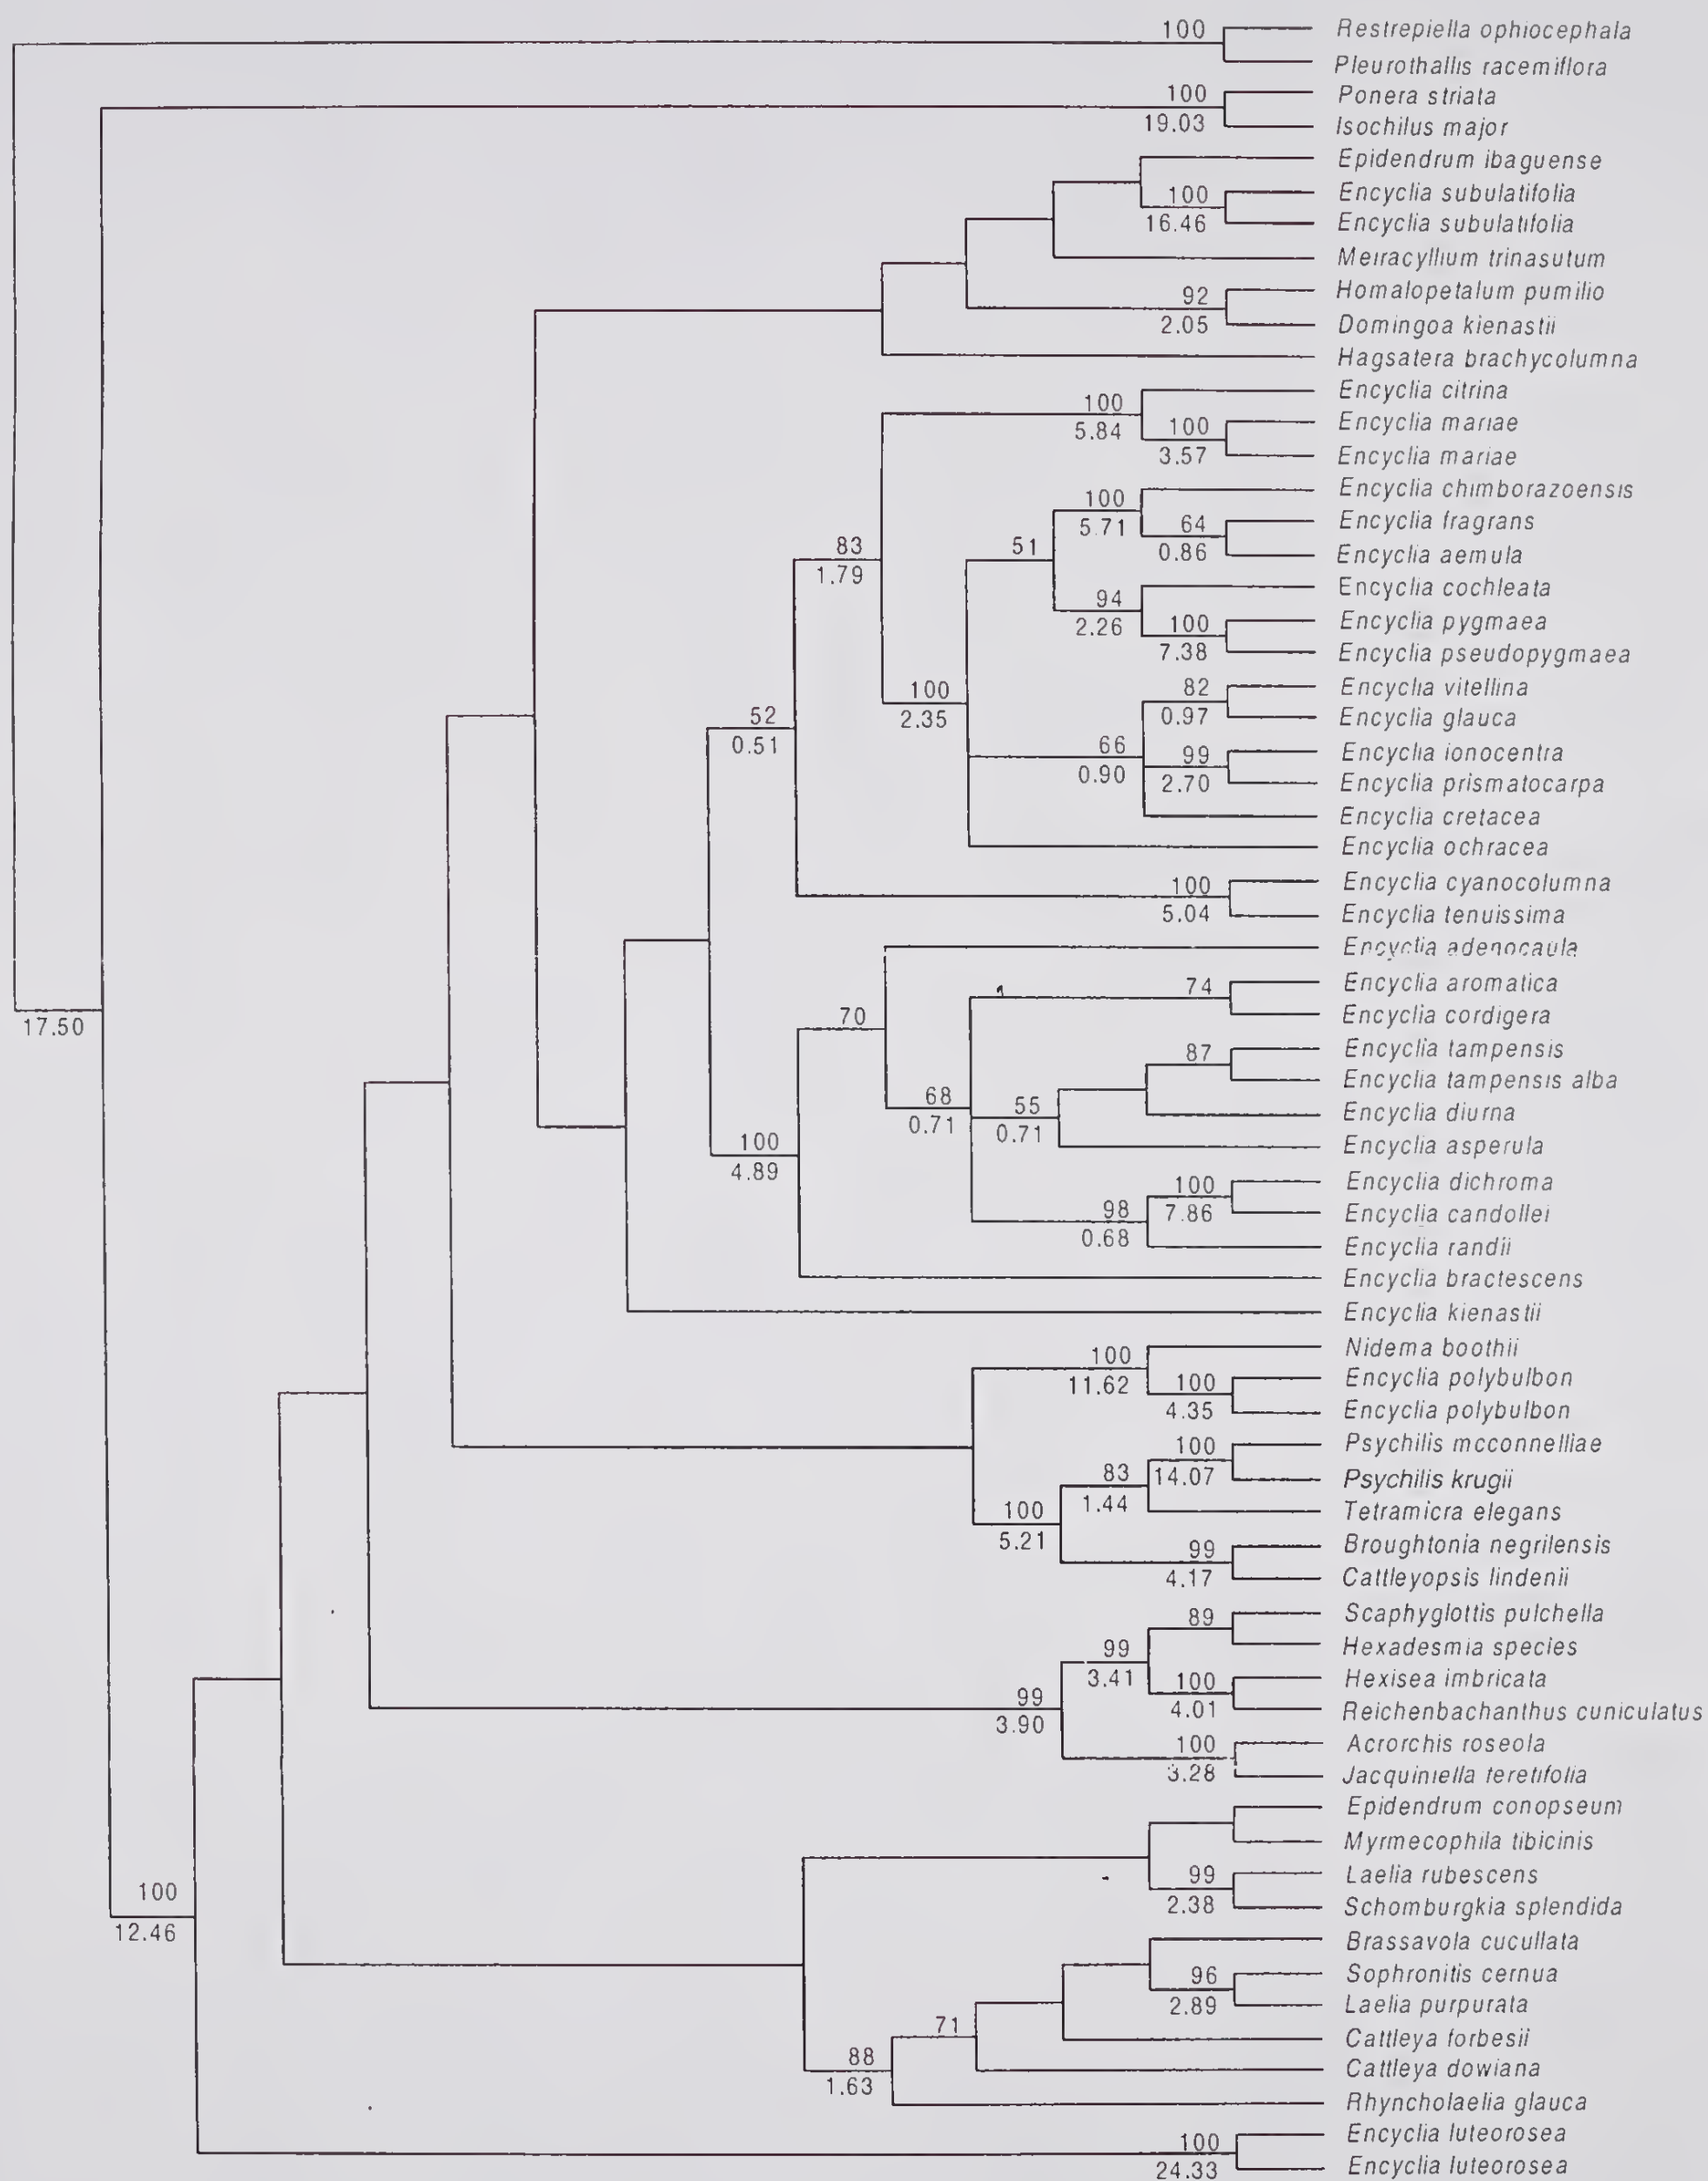 100 Restrepiella ophiocephala
Pleurothallis racemiflora
100 Ponera striata
19.03 Isochilus major
Epidendrum ibaguense
100 Encyclia subulatifolia
16.46 Encyclia subulatifolia
Meiracyllium trinasutum
92 Homalopetalum pumilio
2.05 Domingoa kienastii
Hagsatera brachycolumna
Encyclia citrina
100
5.84 100 Encyclia mariae
3.57 Encyclia mariae
Encyclia chimborazoensis
100
5.71 64 Encyclia fragrans
83 51 0.86 Encyclia aemula
1.79
Encyclia cochleata
94
2.26 100 Encyclia pygmaea
7.38 Encyclia pseudopygmaea
100 82 Encyclia vitellina
52 2.35 0.97 Encyclia glauca
0.51 66 99 Encyclia ionocentra
0.90 2.70 Encyclia prismatocarpa
Encyclia cretacea
Encyclia ochracea
100 Encyclia cyanocolumna
5.04 Encyclia tenuissima
Encyclia adenocaula
74 Encyclia aromatica
17.50 70 Encyclia cordigera
87 Encyclia tampensis
Encyclia tampensis alba
68 55 Encyclia diurna
0.71 0.71
100 Encyclia asperula
4.89 100 Encyclia dichroma
98 7.86 Encyclia candollei
0.68 Encyclia randii
Encyclia bractescens
Encyclia kienastii
100 Nidema boothii
11.62 100 Encyclia polybulbon
4.35 Encyclia polybulbon
100 Psychilis mcconnelliae
83 14.07 Psychilis krugii
100 1.44 Tetramicra elegans
5.21 99 Broughtonia negrilensis
4.17 Cattleyopsis lindenii
89 Scaphyglottis pulchella
99 Hexadesmia species
3.41 100 Hexisea imbricata
99 4.01 Reichenbachanthus cuniculatus
3.90 100 Acrorchis roseola
3.28 Jacquiniella teretifolia
Epidendrum conopseum
Myrmecophila tibicinis
100 99 Laelia rubescens
12.46 2.38 Schomburgkia splendida
Brassavola cucullata
96 Sophronitis cernua
2.89 Laelia purpurata
71 Cattleya forbesii
88 Cattleya dowiana
1.63 Rhyncholaelia glauca
100 Encyclia luteorosea
24.33 Encyclia luteorosea